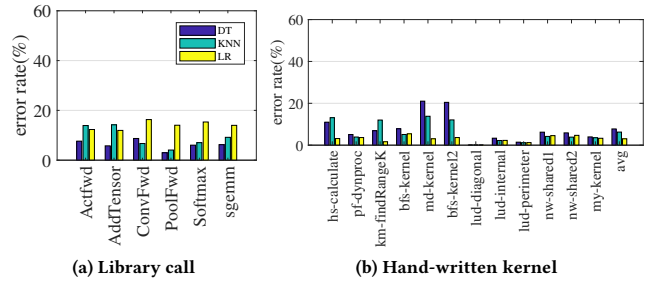 60
40
20
0
error rate(%)
DT
KNN
LR
Actfwd
AddTensor
ConvFwd
PoolFwd
Softmax
sgemm
(a) Library call
60
40
20
0
error rate(%)
hs-calculate
pf-dynproc
km-findRangeK
bfs-kernel
md-kernel
bfs-kernel2
lud-diagonal
lud-internal
lud-perimeter
nw-shared1
nw-shared2
my-kernel
avg
(b) Hand-written kernel